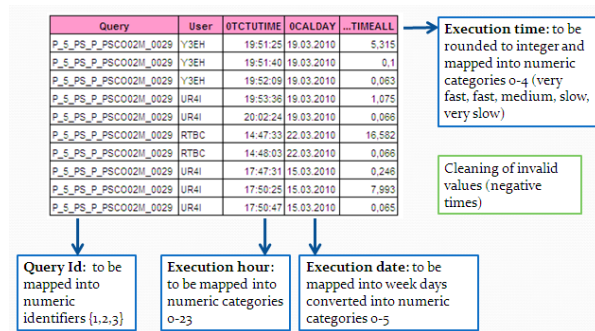 Query User 0TCTUTIME 0CALDAY ...TIMEALL
P_5_PS_P_PSCO02M_0029 Y3EH 19:51:25 19.03.2010 5,315
P_5_PS_P_PSCO02M_0029 Y3EH 19:51:40 19.03.2010 0,1
P_5_PS_P_PSCO02M_0029 Y3EH 19:52:09 19.03.2010 0,063
P_5_PS_P_PSCO02M_0029 UR4I 19:53:36 19.03.2010 1,075
P_5_PS_P_PSCO02M_0029 UR4I 20:02:24 19.03.2010 0,066
P_5_PS_P_PSCO02M_0029 RTBC 14:47:33 22.03.2010 16,582
P_5_PS_P_PSCO02M_0029 RTBC 14:48:03 22.03.2010 0,066
P_5_PS_P_PSCO02M_0029 UR4I 17:47:31 15.03.2010 0,246
P_5_PS_P_PSCO02M_0029 UR4I 17:50:25 15.03.2010 7,993
P_5_PS_P_PSCO02M_0029 UR4I 17:50:47 15.03.2010 0,065
Execution time: to be
rounded to integer and
mapped into numeric
categories 0-4 (very
fast, fast, medium, slow,
very slow)
Cleaning of invalid
values (negative
times)
Query Id: to be
mapped into
numeric
identifiers {1,2,3}
Execution hour:
to be mapped into
numeric categories
0-23
Execution date: to be
mapped into week days
converted into numeric
categories 0-5